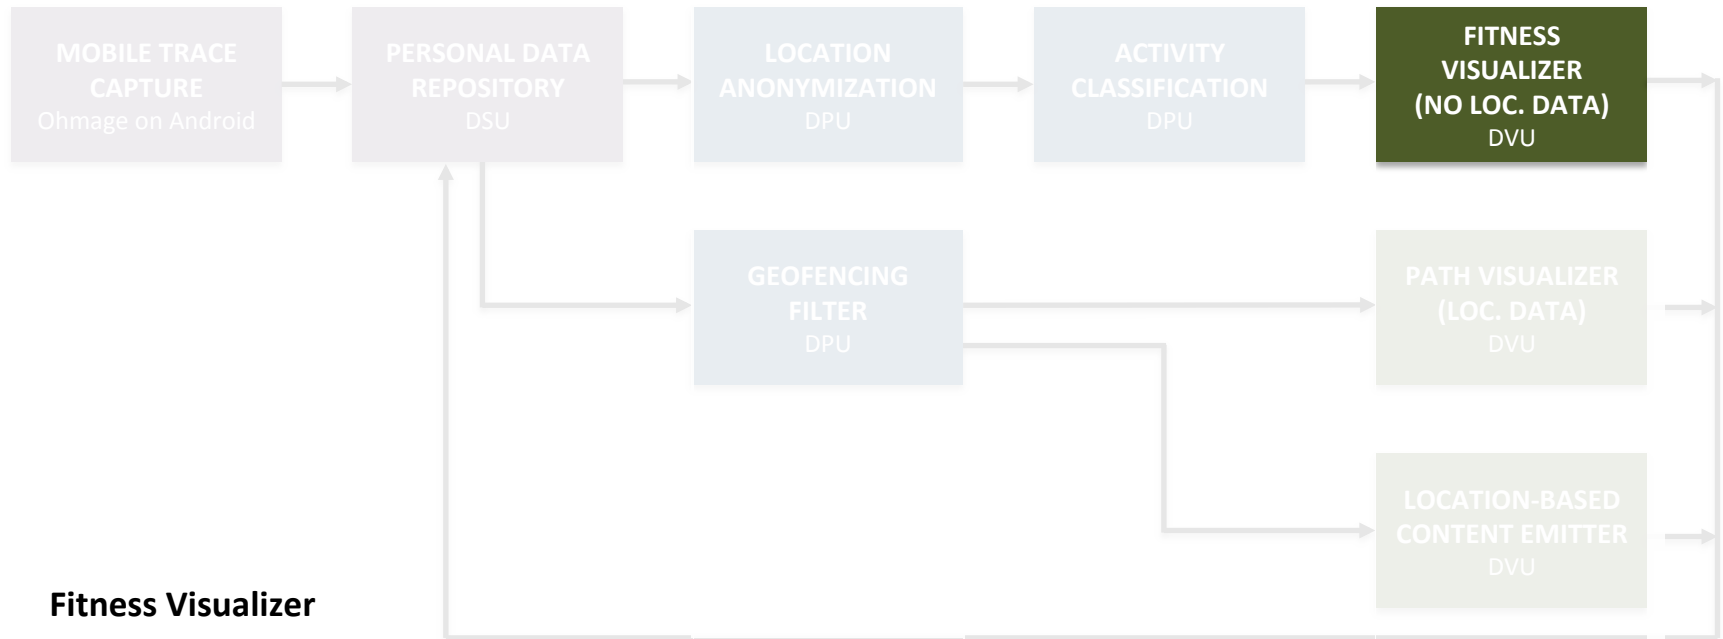 MOBILE TRACE
CAPTURE
Ohmage on Android
PERSONAL DATA
REPOSITORY
DSU
LOCATION
ANONYMIZATION
DPU
ACTIVITY
CLASSIFICATION
DPU
FITNESS
VISUALIZER
(NO LOC. DATA)
DVU
GEOFENCING
FILTER
DPU
PATH VISUALIZER
(LOC. DATA)
DVU
LOCATION-BASED
CONTENT EMITTER
DVU
Fitness Visualizer